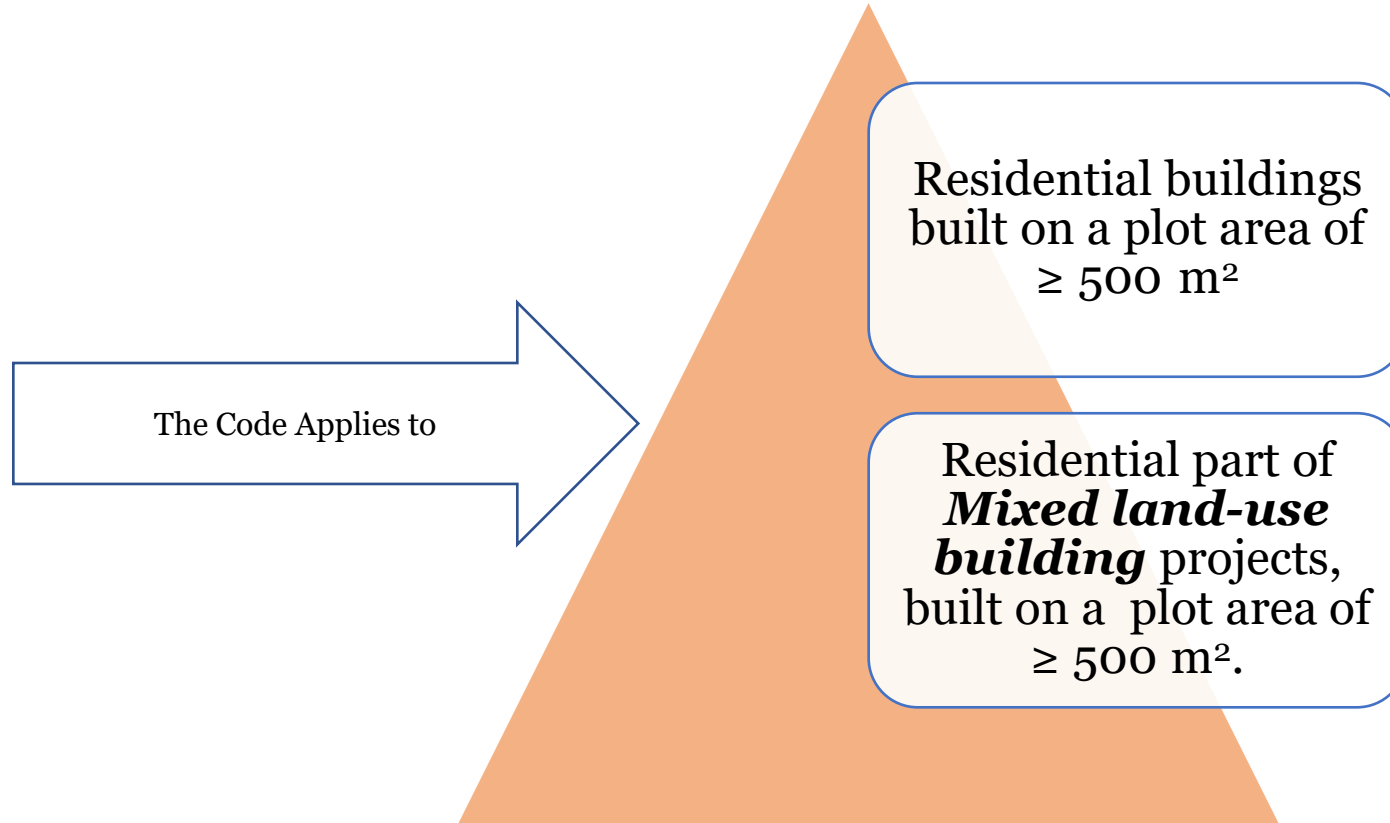 The Code Applies to
Residential buildings
built on a plot area of
≥ 500 m²
Residential part of
Mixed land-use
building projects,
built on a plot area of
≥ 500 m².